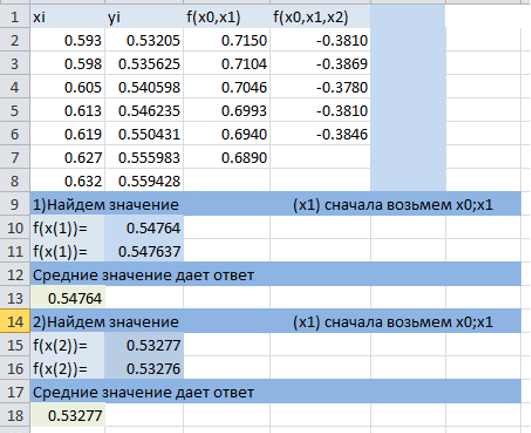 1 xi yi f(x0,x1) f(x0,x1,x2)
2 0.593 0.53205 0.7150 -0.3810
3 0.598 0.535625 0.7104 -0.3869
4 0.605 0.540598 0.7046 -0.3780
5 0.613 0.546235 0.6993 -0.3810
6 0.619 0.550431 0.6940 -0.3846
7 0.627 0.555983 0.6890
8 0.632 0.559428
9 1)Найдем значение (x1) сначала возьмем x0;x1
10 f(x(1))= 0.54764
11 f(x(1))= 0.547637
12 Средние значение дает ответ
13 0.54764
14 2)Найдем значение (x1) сначала возьмем x0;x1
15 f(x(2))= 0.53277
16 f(x(2))= 0.53276
17 Средние значение дает ответ
18 0.53277